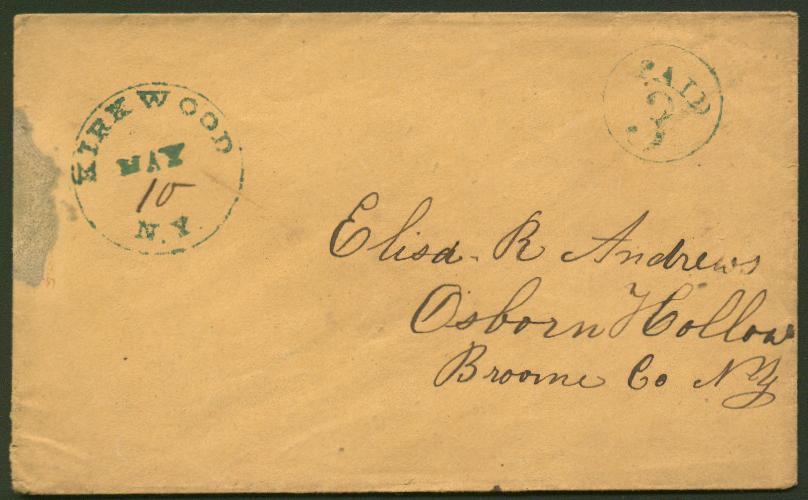 KIRKWOOD
MAY
10
N.Y.
PAID
3
Elisa. R Andrews
Osborn Hollow
Broome Co NY